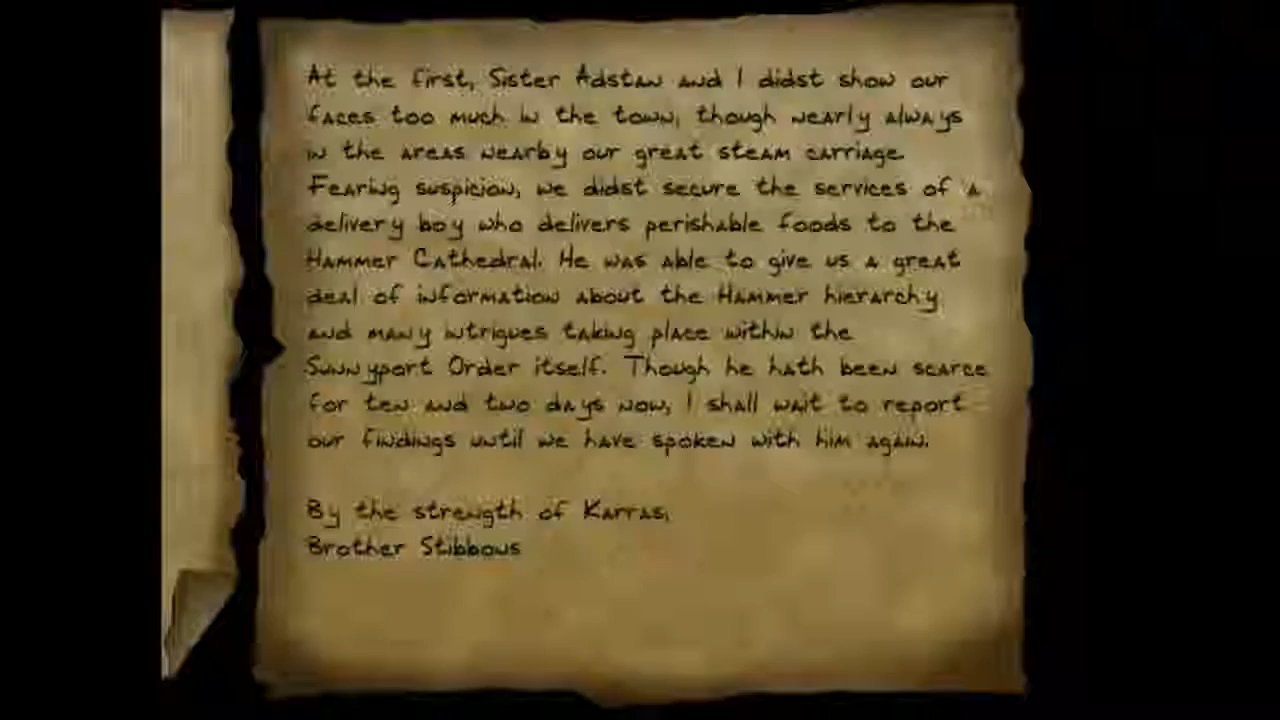 At the first, Sister Adstan and I didst show our
faces too much in the town, though nearly always
in the areas nearby our great steam carriage.
Fearing suspicion, we didst secure the services of a
delivery boy who delivers perishable foods to the
Hammer Cathedral. He was able to give us a great
deal of information about the Hammer hierarchy
and many intrigues taking place within the
Sunnyport Order itself. Though he hath been scarce
for ten and two days now, I shall wait to report
our findings until we have spoken with him again.
By the strength of Karras,
Brother Stibbous